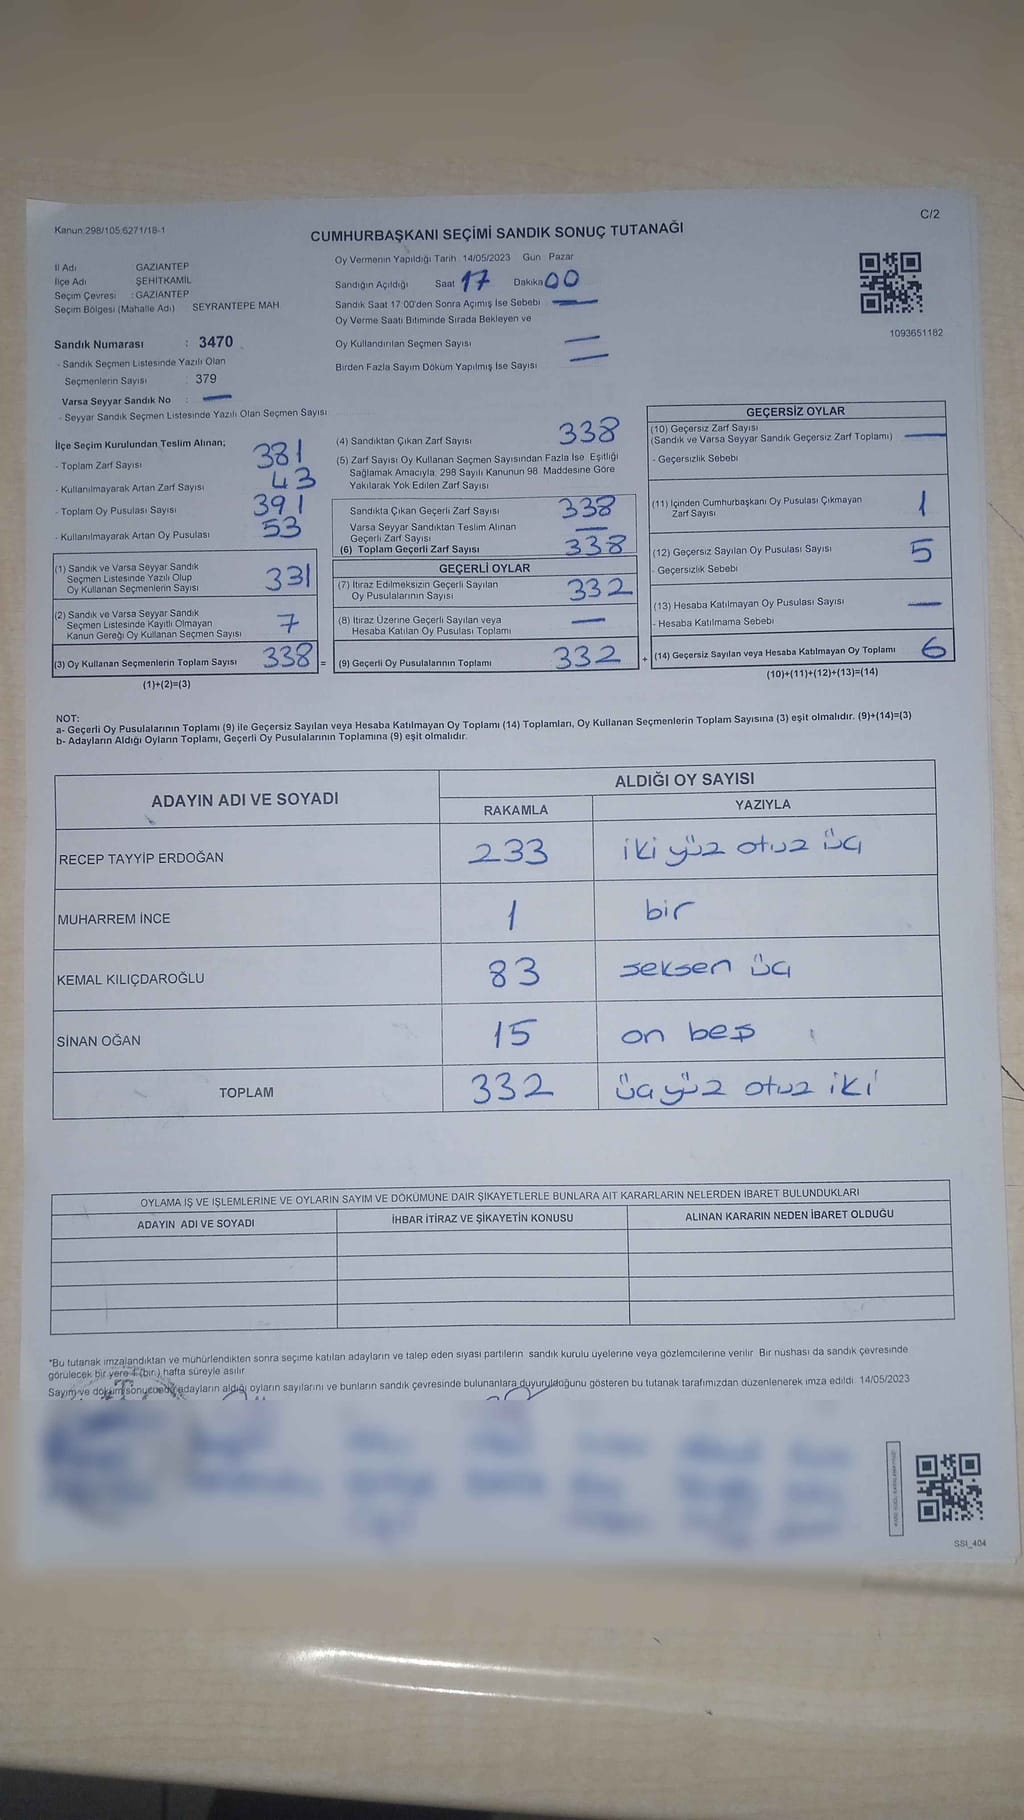 Kanun:298/105;6271/18-1
C/2
CUMHURBAŞKANI SEÇİMİ SANDIK SONUÇ TUTANAĞI
İl Adı GAZİANTEP
İlçe Adı ŞEHİTKAMİL
Seçim Çevresi : GAZİANTEP
Seçim Bölgesi (Mahalle Adı) SEYRANTEPE MAH
Oy Vermenin Yapıldığı Tarih 14/05/2023 Gün Pazar
Sandığın Açıldığı Saat 17 Dakika 00
Sandık Saat 17:00'den Sonra Açımış İse Sebebi —
Oy Verme Saati Bitiminde Sırada Bekleyen ve
Oy Kullandırılan Seçmen Sayısı —
Birden Fazla Sayım Döküm Yapılmış İse Sayısı —
1093651182
Sandık Numarası : 3470
- Sandık Seçmen Listesinde Yazılı Olan
Seçmenlerin Sayısı : 379
Varsa Seyyar Sandık No : —
- Seyyar Sandık Seçmen Listesinde Yazılı Olan Seçmen Sayısı
İlçe Seçim Kurulundan Teslim Alınan;
- Toplam Zarf Sayısı 381
- Kullanılmayarak Artan Zarf Sayısı 43
- Toplam Oy Pusulası Sayısı 391
- Kullanılmayarak Artan Oy Pusulası 53
(1) Sandık ve Varsa Seyyar Sandık
Seçmen Listesinde Yazılı Olup
Oy Kullanan Seçmenlerin Sayısı 331
(2) Sandık ve Varsa Seyyar Sandık
Seçmen Listesinde Kayıtlı Olmayan
Kanun Gereği Oy Kullanan Seçmen Sayısı 7
(3) Oy Kullanan Seçmenlerin Toplam Sayısı 338 =
(1)+(2)=(3)
(4) Sandıktan Çıkan Zarf Sayısı 338
(5) Zarf Sayısı Oy Kullanan Seçmen Sayısından Fazla İse Eşitliği
Sağlamak Amacıyla, 298 Sayılı Kanunun 98. Maddesine Göre
Yakılarak Yok Edilen Zarf Sayısı
Sandıkta Çıkan Geçerli Zarf Sayısı 338
Varsa Seyyar Sandıktan Teslim Alınan
Geçerli Zarf Sayısı —
(6) Toplam Geçerli Zarf Sayısı 338
GEÇERLİ OYLAR
(7) İtiraz Edilmeksizin Geçerli Sayılan
Oy Pusulalarının Sayısı 332
(8) İtiraz Üzerine Geçerli Sayılan veya
Hesaba Katılan Oy Pusulası Toplamı —
(9) Geçerli Oy Pusulalarının Toplamı 332 +
GEÇERSİZ OYLAR
(10) Geçersiz Zarf Sayısı
(Sandık ve Varsa Seyyar Sandık Geçersiz Zarf Toplamı) —
- Geçersizlik Sebebi
(11) İçinden Cumhurbaşkanı Oy Pusulası Çıkmayan
Zarf Sayısı 1
(12) Geçersiz Sayılan Oy Pusulası Sayısı 5
- Geçersizlik Sebebi
(13) Hesaba Katılmayan Oy Pusulası Sayısı —
- Hesaba Katılmama Sebebi
(14) Geçersiz Sayılan veya Hesaba Katılmayan Oy Toplamı 6
(10)+(11)+(12)+(13)=(14)
NOT:
a- Geçerli Oy Pusulalarının Toplamı (9) ile Geçersiz Sayılan veya Hesaba Katılmayan Oy Toplamı (14) Toplamları, Oy Kullanan Seçmenlerin Toplam Sayısına (3) eşit olmalıdır. (9)+(14)=(3)
b- Adayların Aldığı Oyların Toplamı, Geçerli Oy Pusulalarının Toplamına (9) eşit olmalıdır.
ADAYIN ADI VE SOYADI
ALDIĞI OY SAYISI
RAKAMLA YAZIYLA
RECEP TAYYİP ERDOĞAN 233 iki yüz otuz üç
MUHARREM İNCE 1 bir
KEMAL KILIÇDAROĞLU 83 seksen üç
SİNAN OĞAN 15 on beş
TOPLAM 332 üçyüz otuz iki
OYLAMA İŞ VE İŞLEMLERİNE VE OYLARIN SAYIM VE DÖKÜMÜNE DAİR ŞİKAYETLERLE BUNLARA AİT KARARLARIN NELERDEN İBARET BULUNDUKLARI
ADAYIN ADI VE SOYADI İHBAR İTİRAZ VE ŞİKAYETİN KONUSU ALINAN KARARIN NEDEN İBARET OLDUĞU
*Bu tutanak imzalandıktan ve mühürlendikten sonra seçime katılan adayların ve talep eden siyasi partilerin sandık kurulu üyelerine veya gözlemcilerine verilir. Bir nüshası da sandık çevresinde
görülecek bir yere 1 (bir) hafta süreyle asılır.
Sayım ve döküm sonucunda adayların aldığı oyların sayılarını ve bunların sandık çevresinde bulunanlara duyurulduğunu gösteren bu tutanak tarafımızdan düzenlenerek imza edildi. 14/05/2023
SSI_404